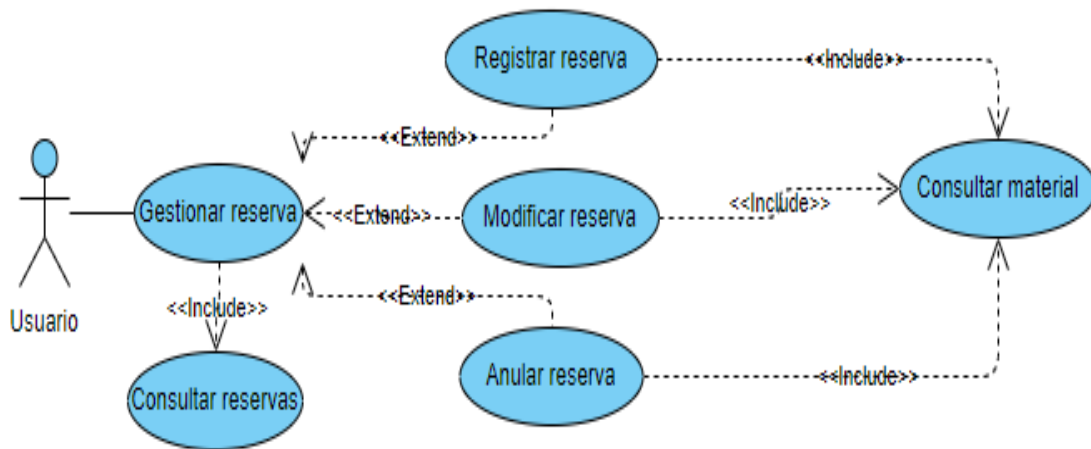 Registrar reserva
<<Include>>
<<Extend>>
Gestionar reserva
<<Extend>>
Modificar reserva
<<Include>>
Consultar material
<<Include>>
<<Extend>>
Usuario
Consultar reservas
Anular reserva
<<Include>>